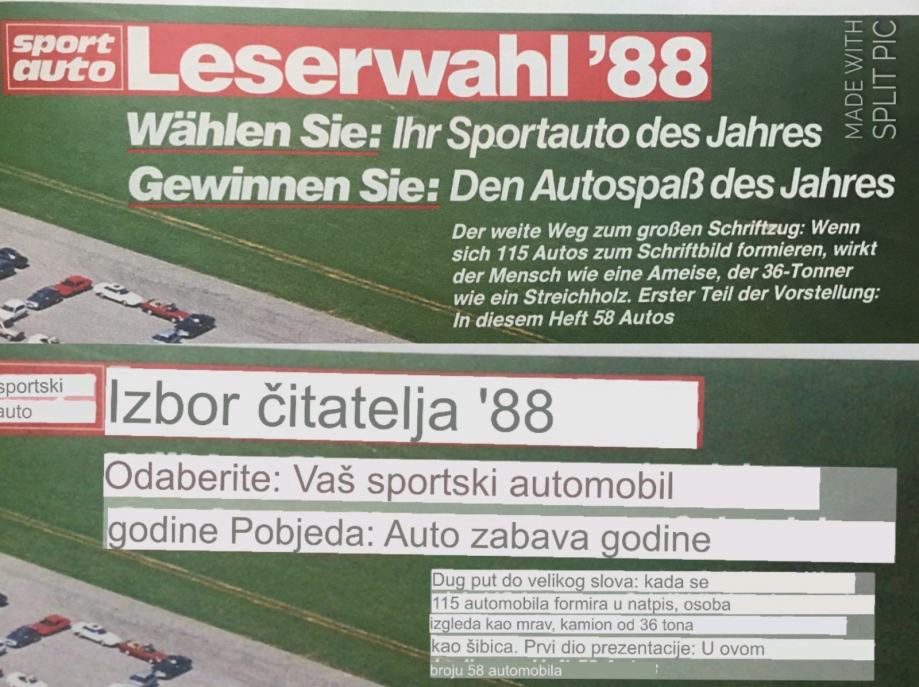 sport
auto
Leserwahl '88
Wählen Sie: Ihr Sportauto des Jahres
Gewinnen Sie: Den Autospaß des Jahres
Der weite Weg zum großen Schriftzug: Wenn
sich 115 Autos zum Schriftbild formieren, wirkt
der Mensch wie eine Ameise, der 36-Tonner
wie ein Streichholz. Erster Teil der Vorstellung:
In diesem Heft 58 Autos
MADE WITH
SPLIT PIC
sportski
auto
Izbor čitatelja '88
Odaberite: Vaš sportski automobil
godine Pobjeda: Auto zabava godine
Dug put do velikog slova: kada se
115 automobila formira u natpis, osoba
izgleda kao mrav, kamion od 36 tona
kao šibica. Prvi dio prezentacije: U ovom
broju 58 automobila